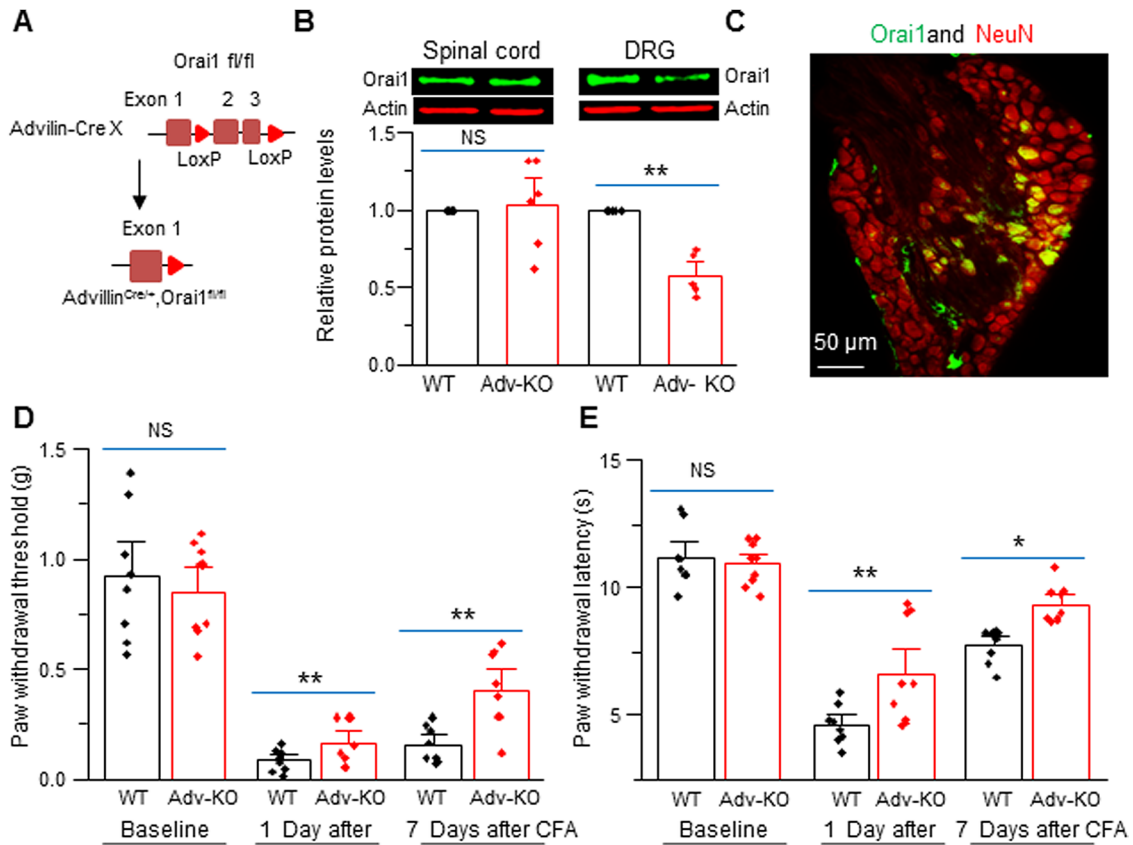 A
Orai1 fl/fl
Exon 1 2 3
Advilin-Cre X
LoxP LoxP
Exon 1
Advillin^Cre/+,Orai1^fl/fl
B
Spinal cord DRG
Orai1 Orai1
Actin Actin
Relative protein levels
1.5
1.0
0.5
0.0
NS **
WT Adv-KO WT Adv- KO
C
Orai1and NeuN
50 µm
D
Paw withdrawal threshold (g)
1.5
1.0
0.5
0.0
NS
**
**
WT Adv-KO WT Adv-KO WT Adv-KO
Baseline 1 Day after 7 Days after CFA
E
Paw withdrawal latency (s)
15
10
5
NS
**
*
WT Adv-KO WT Adv-KO WT Adv-KO
Baseline 1 Day after 7 Days after CFA